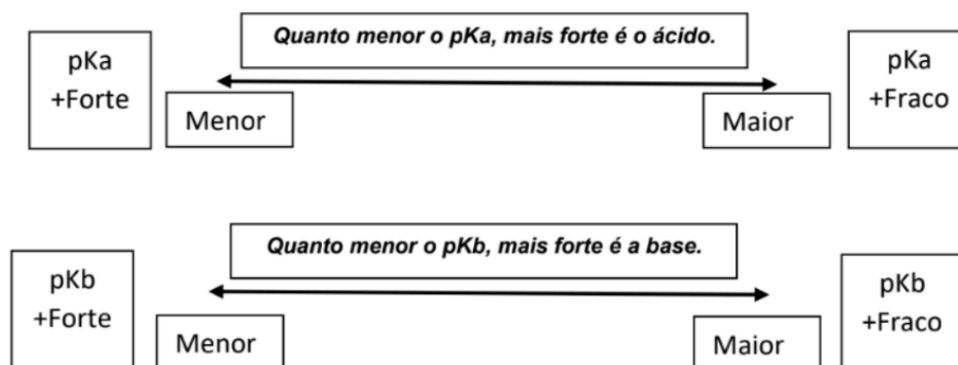 Quanto menor o pKa, mais forte é o ácido.
pKa
+Forte
Menor
Maior
pKa
+Fraco
Quanto menor o pKb, mais forte é a base.
pKb
+Forte
Menor
Maior
pKb
+Fraco